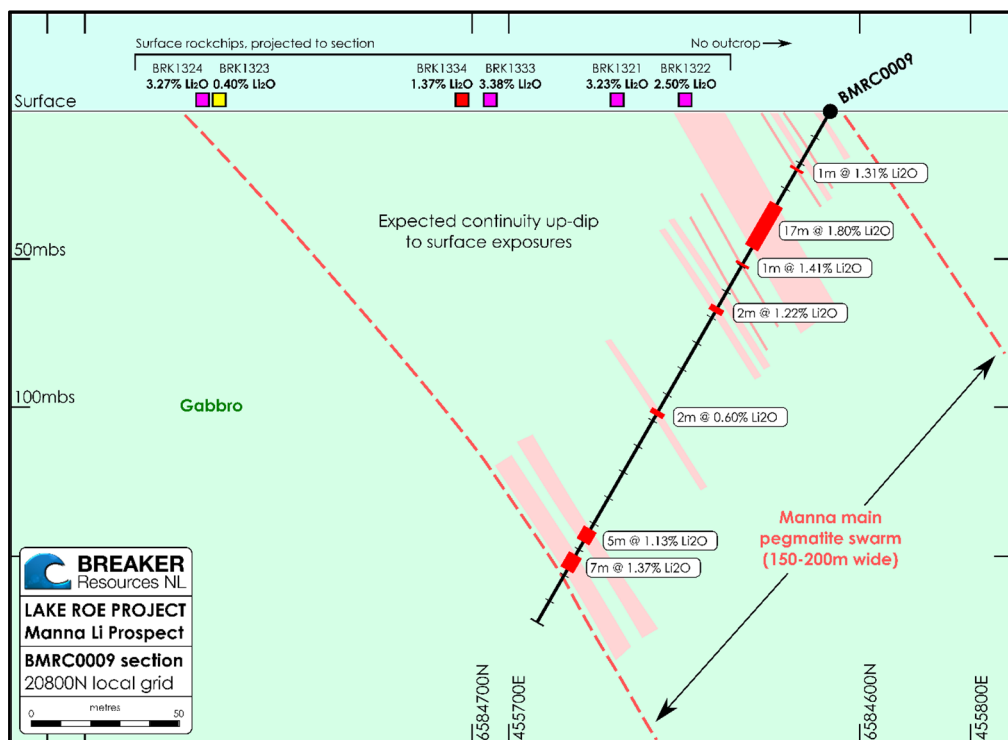 Surface rockchips, projected to section
No outcrop
BRK1324
BRK1323
BRK1334
BRK1333
BRK1321
BRK1322
3.27% Li2O
0.40% Li2O
1.37% Li2O
3.38% Li2O
3.23% Li2O
2.50% Li2O
BMRC0009
Surface
1m @ 1.31% Li2O
Expected continuity up-dip
to surface exposures
17m @ 1.80% Li2O
50mbs
1m @ 1.41% Li2O
2m @ 1.22% Li2O
100mbs
Gabbro
2m @ 0.60% Li2O
Manna main
pegmatite swarm
(150-200m wide)
5m @ 1.13% Li2O
7m @ 1.37% Li2O
BREAKER
Resources NL
LAKE ROE PROJECT
Manna Li Prospect
BMRC0009 section
20800N local grid
metres
0
50
6584700N
455700E
6584600N
455800E